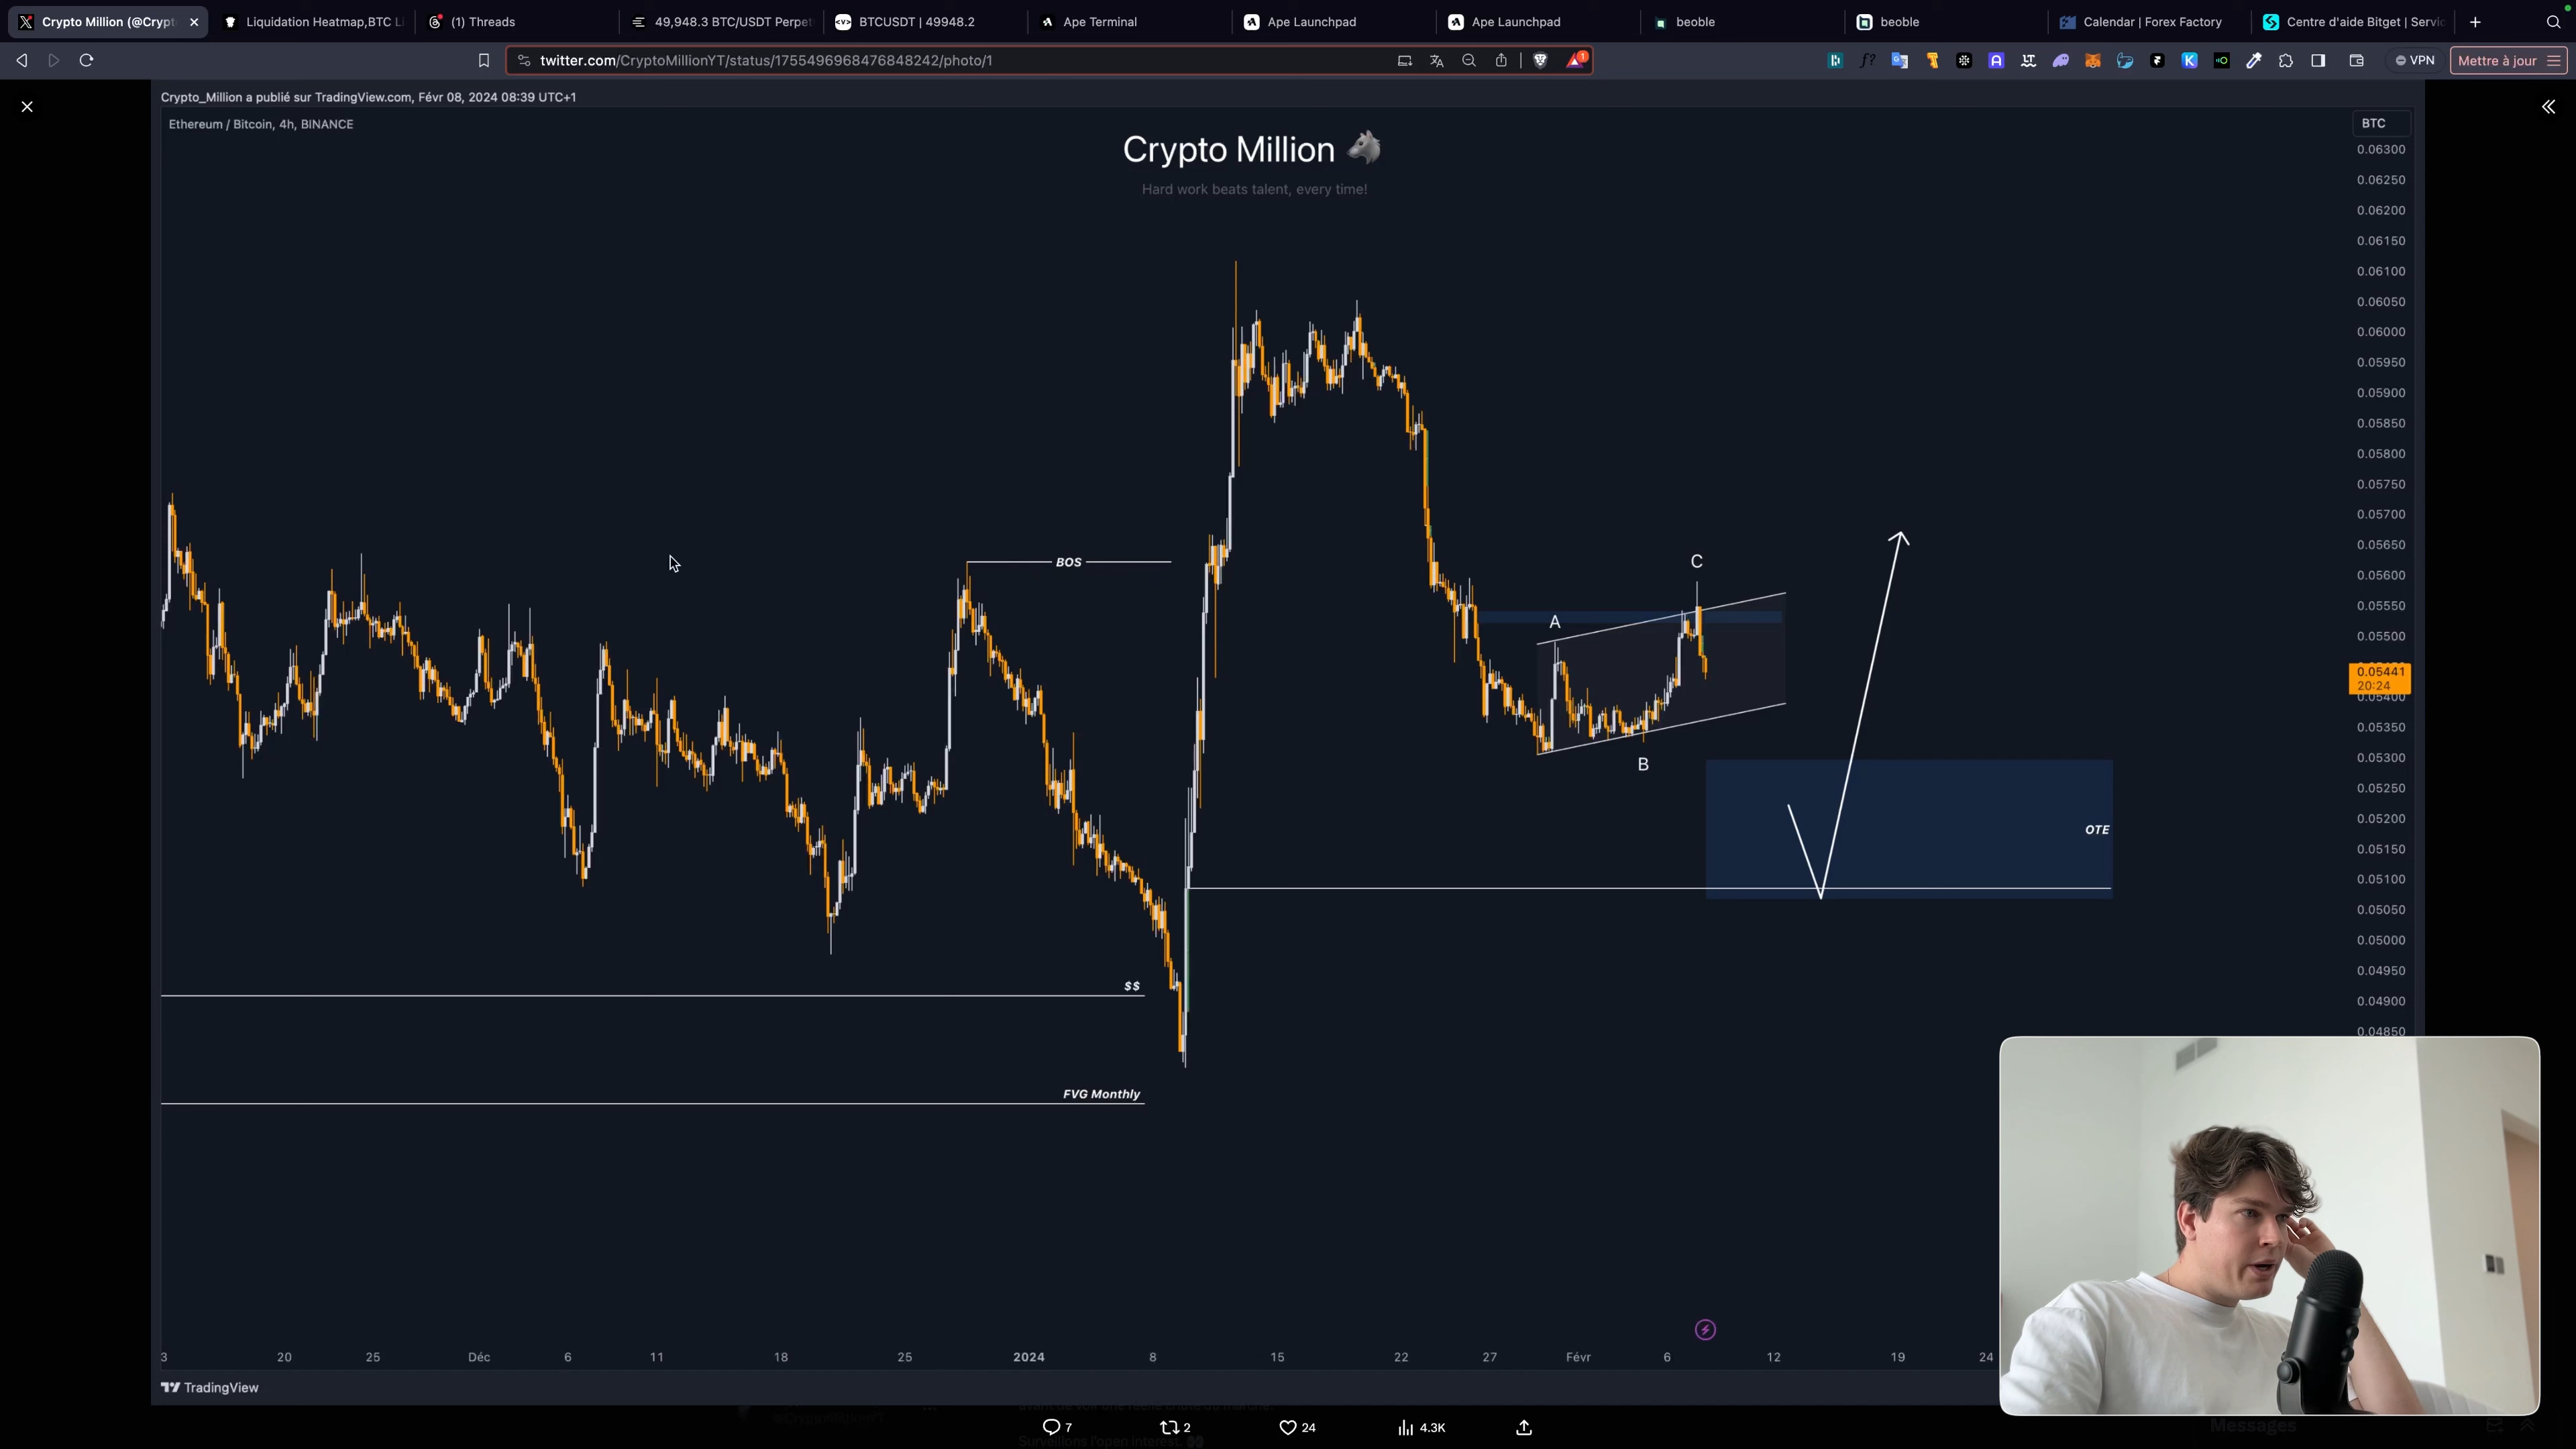 Crypto Million (@Crypt
Liquidation Heatmap,BTC Li
(1) Threads
49,948.3 BTC/USDT Perpet
BTCUSDT | 49948.2
Ape Terminal
Ape Launchpad
Ape Launchpad
beoble
beoble
Calendar | Forex Factory
Centre d'aide Bitget | Servic
twitter.com/CryptoMillionYT/status/1755496968476848242/photo/1
1
VPN
Mettre à jour
Crypto_Million a publié sur TradingView.com, Févr 08, 2024 08:39 UTC+1
Ethereum / Bitcoin, 4h, BINANCE
BTC
Crypto Million
Hard work beats talent, every time!
0.06300
0.06250
0.06200
0.06150
0.06100
0.06050
0.06000
0.05950
0.05900
0.05850
0.05800
0.05750
0.05700
0.05650
0.05600
0.05550
0.05500
0.05441
20:24
0.05400
0.05350
0.05300
0.05250
0.05200
0.05150
0.05100
0.05050
0.05000
0.04950
0.04900
0.04850
BOS
A
B
C
OTE
$$
FVG Monthly
3
20
25
Déc
6
11
18
25
2024
8
15
22
27
Févr
6
12
19
24
TradingView
7
2
24
4.3K
Messages